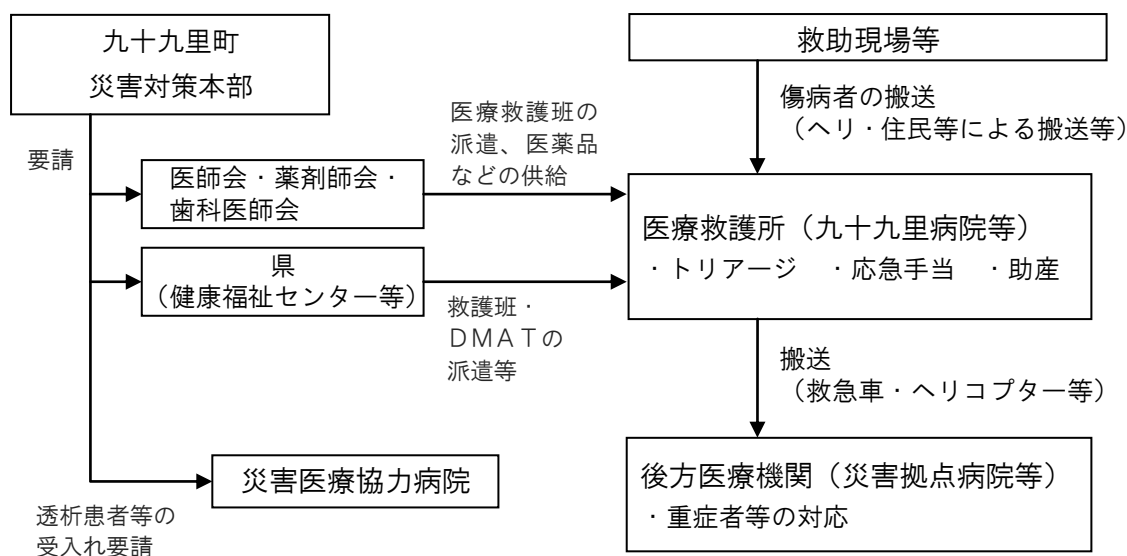 九十九里町
災害対策本部
救助現場等
要請
医療救護班の
派遣、医薬品
などの供給
傷病者の搬送
（ヘリ・住民等による搬送等）
医師会・薬剤師会・
歯科医師会
医療救護所（九十九里病院等）
・トリアージ　・応急手当　・助産
県
（健康福祉センター等）
救護班・
ＤＭＡＴの
派遣等
搬送
（救急車・ヘリコプター等）
災害医療協力病院
後方医療機関（災害拠点病院等）
・重症者等の対応
透析患者等の
受入れ要請